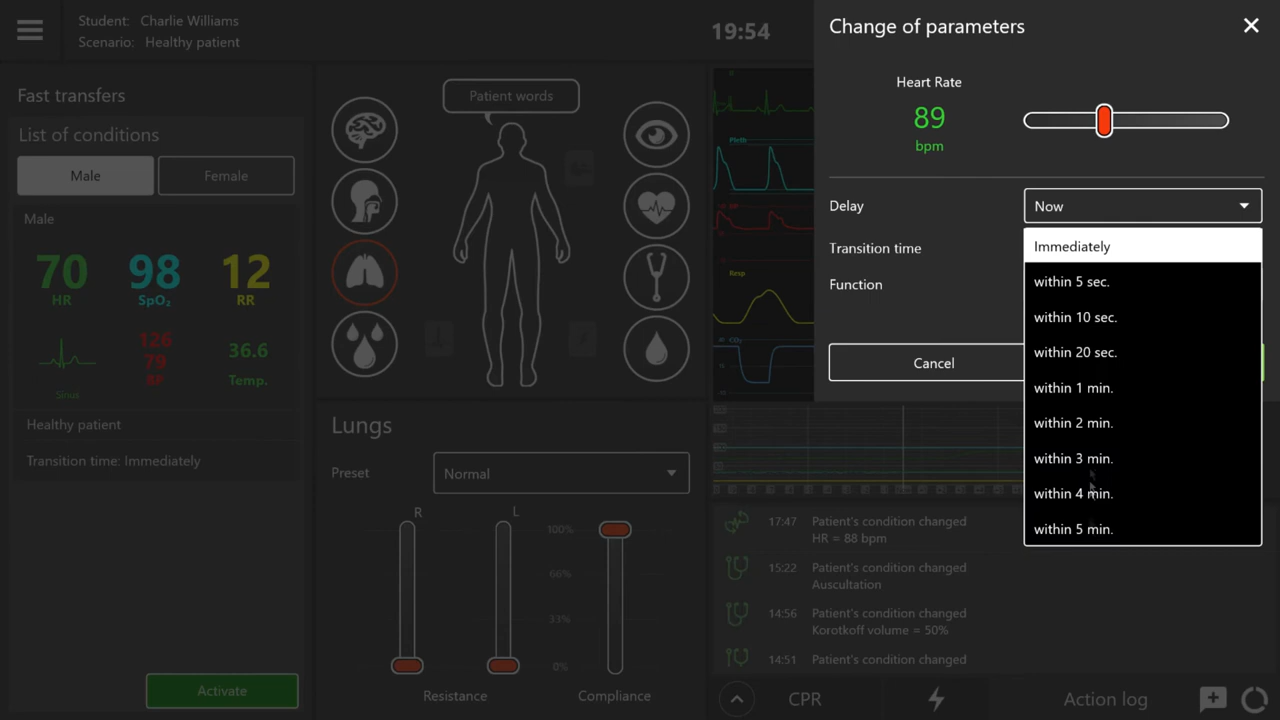 Student: Charlie Williams
Scenario: Healthy patient
19:54
Fast transfers
List of conditions
Male
Female
Male
70
HR
98
SpO₂
12
RR
126
79
BP
36.6
Temp.
Sinus
Healthy patient
Transition time: Immediately
Activate
Patient words
Lungs
Preset
Normal
R
L
100%
66%
33%
0%
Resistance
Compliance
Pleth
Resp
CO₂
17:47 Patient's condition changed
HR = 88 bpm
15:22 Patient's condition changed
Auscultation
14:56 Patient's condition changed
Korotkoff volume = 50%
14:51 Patient's condition changed
CPR
Action log
Change of parameters
Heart Rate
89
bpm
Delay
Now
Transition time
Function
Cancel
Immediately
within 5 sec.
within 10 sec.
within 20 sec.
within 1 min.
within 2 min.
within 3 min.
within 4 min.
within 5 min.